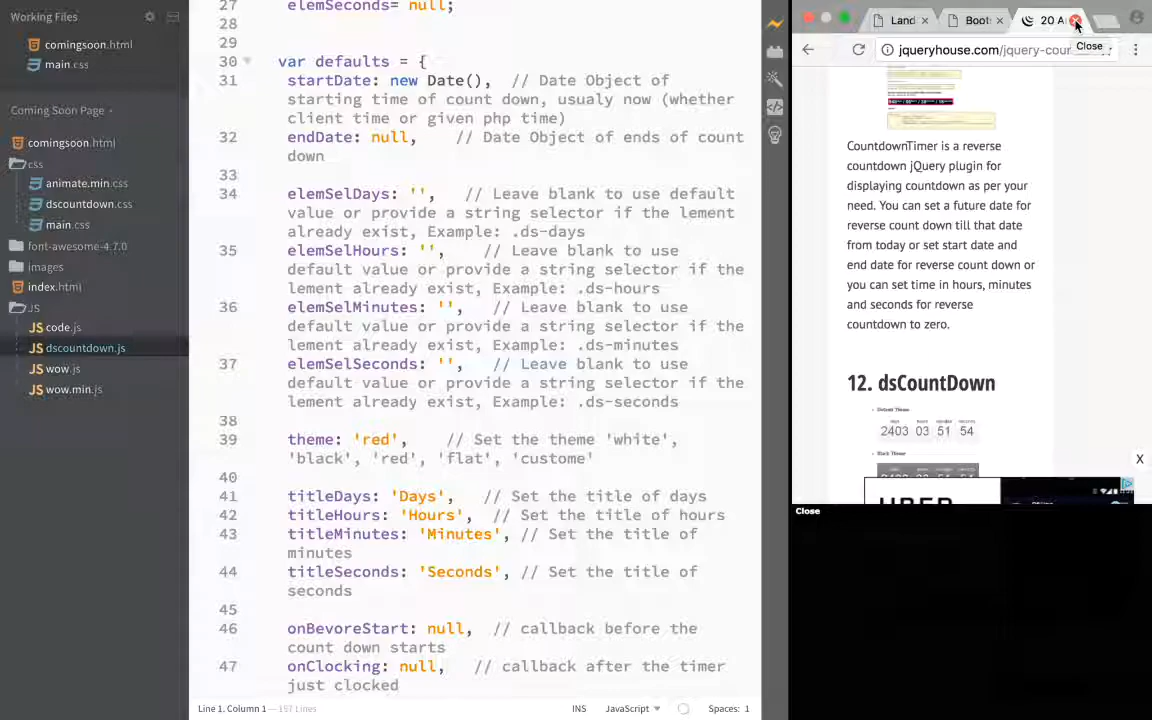 Working Files
comingsoon.html
main.css
Coming Soon Page
comingsoon.html
css
animate.min.css
dscountdown.css
main.css
font-awesome-4.7.0
images
index.html
JS
code.js
dscountdown.js
wow.js
wow.min.js
27 elemSeconds= null;
28
29
30 var defaults = {
31 startDate: new Date(), // Date Object of
starting time of count down, usualy now (whether
client time or given php time)
32 endDate: null, // Date Object of ends of count
down
33
34 elemSelDays: '', // Leave blank to use default
value or provide a string selector if the lement
already exist, Example: .ds-days
35 elemSelHours: '', // Leave blank to use
default value or provide a string selector if the
lement already exist, Example: .ds-hours
36 elemSelMinutes: '', // Leave blank to use
default value or provide a string selector if the
lement already exist, Example: .ds-minutes
37 elemSelSeconds: '', // Leave blank to use
default value or provide a string selector if the
lement already exist, Example: .ds-seconds
38
39 theme: 'red', // Set the theme 'white',
'black', 'red', 'flat', 'custome'
40
41 titleDays: 'Days', // Set the title of days
42 titleHours: 'Hours', // Set the title of hours
43 titleMinutes: 'Minutes', // Set the title of
minutes
44 titleSeconds: 'Seconds', // Set the title of
seconds
45
46 onBevoreStart: null, // callback before the
count down starts
47 onClocking: null, // callback after the timer
just clocked
Line 1, Column 1 — 157 Lines
INS JavaScript Spaces: 1
Land Boots 20 A
Close
jqueryhouse.com/jquery-cour
CountdownTimer is a reverse
countdown jQuery plugin for
displaying countdown as per your
need. You can set a future date for
reverse count down till that date
from today or set start date and
end date for reverse count down or
you can set time in hours, minutes
and seconds for reverse
countdown to zero.
12. dsCountDown
Default Theme
2403 03 51 54
Black Theme
X
UBER
Close